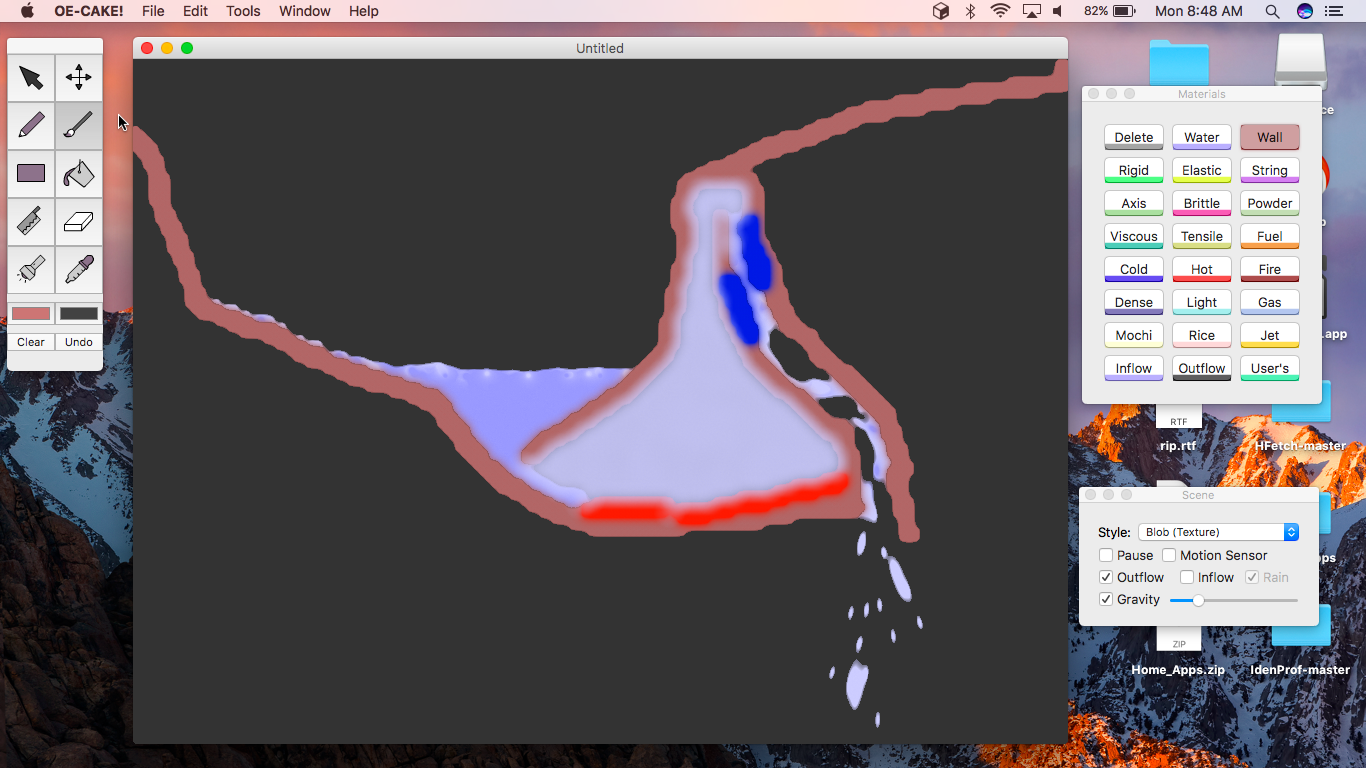 OE-CAKE! File Edit Tools Window Help 82% Mon 8:48 AM
Untitled
Materials
Delete Water Wall
Rigid Elastic String
Axis Brittle Powder
Viscous Tensile Fuel
Cold Hot Fire
Dense Light Gas
Mochi Rice Jet
Inflow Outflow User's
Clear Undo
.app
RTF
rip.rtf HFetch-master
Scene
Style: Blob (Texture)
Pause Motion Sensor
Outflow Inflow Rain
Gravity
ZIP
Home_Apps.zip IdenProf-master